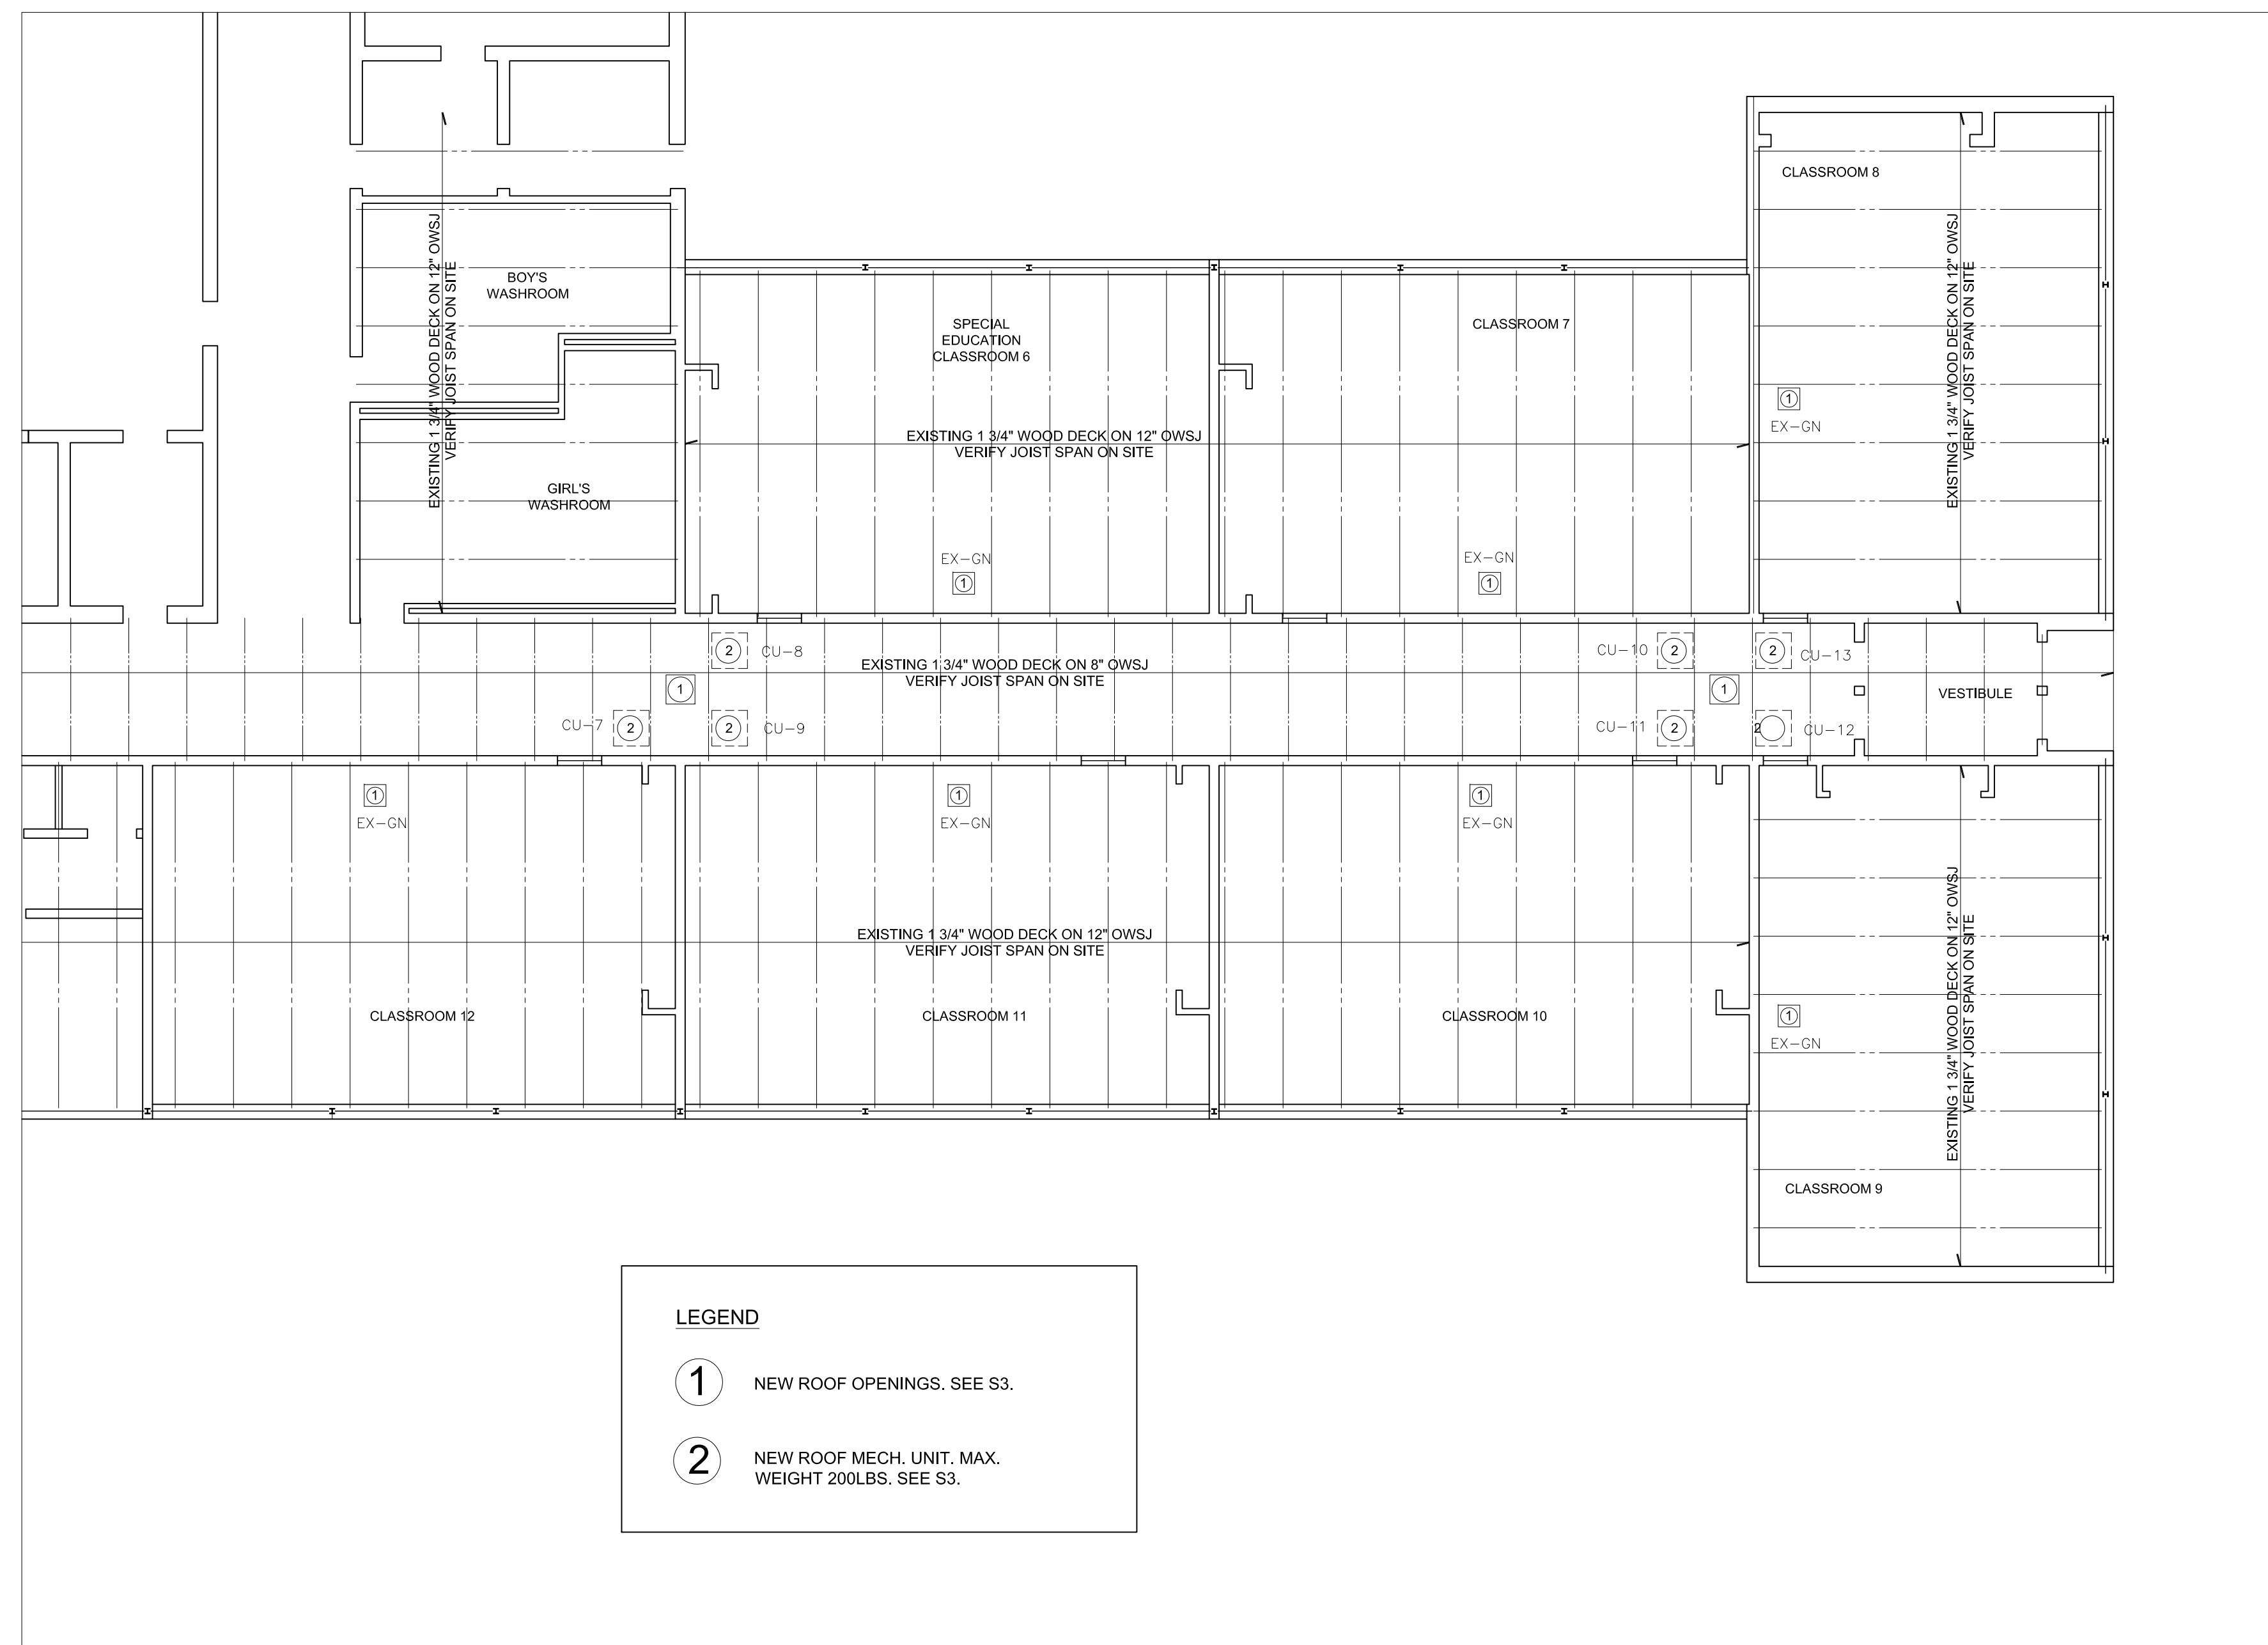 CLASSROOM 8
EXISTING 1 3/4" WOOD DECK ON 12" OWSJ
VERIFY JOIST SPAN ON SITE
BOY'S
WASHROOM
EXISTING 1 3/4" WOOD DECK ON 12" OWSJ
VERIFY JOIST SPAN ON SITE
SPECIAL
EDUCATION
CLASSROOM 6
CLASSROOM 7
1
EX-GN
EXISTING 1 3/4" WOOD DECK ON 12" OWSJ
VERIFY JOIST SPAN ON SITE
GIRL'S
WASHROOM
EX-GN
1
EX-GN
1
2 CU-8
EXISTING 1 3/4" WOOD DECK ON 8" OWSJ
VERIFY JOIST SPAN ON SITE
CU-10 2
2 CU-13
1
1
VESTIBULE
CU-7 2
2 CU-9
CU-11 2
2 CU-12
1
EX-GN
1
EX-GN
1
EX-GN
EXISTING 1 3/4" WOOD DECK ON 12" OWSJ
VERIFY JOIST SPAN ON SITE
EXISTING 1 3/4" WOOD DECK ON 12" OWSJ
VERIFY JOIST SPAN ON SITE
CLASSROOM 12
CLASSROOM 11
CLASSROOM 10
1
EX-GN
CLASSROOM 9
LEGEND
1 NEW ROOF OPENINGS. SEE S3.
2 NEW ROOF MECH. UNIT. MAX.
WEIGHT 200LBS. SEE S3.